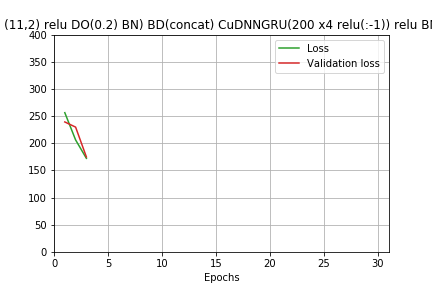 (11,2) relu DO(0.2) BN) BD(concat) CuDNNGRU(200 x4 relu(:-1)) relu
Loss
Validation loss
400
350
300
250
200
150
100
50
0
0 5 10 15 20 25 30
Epochs